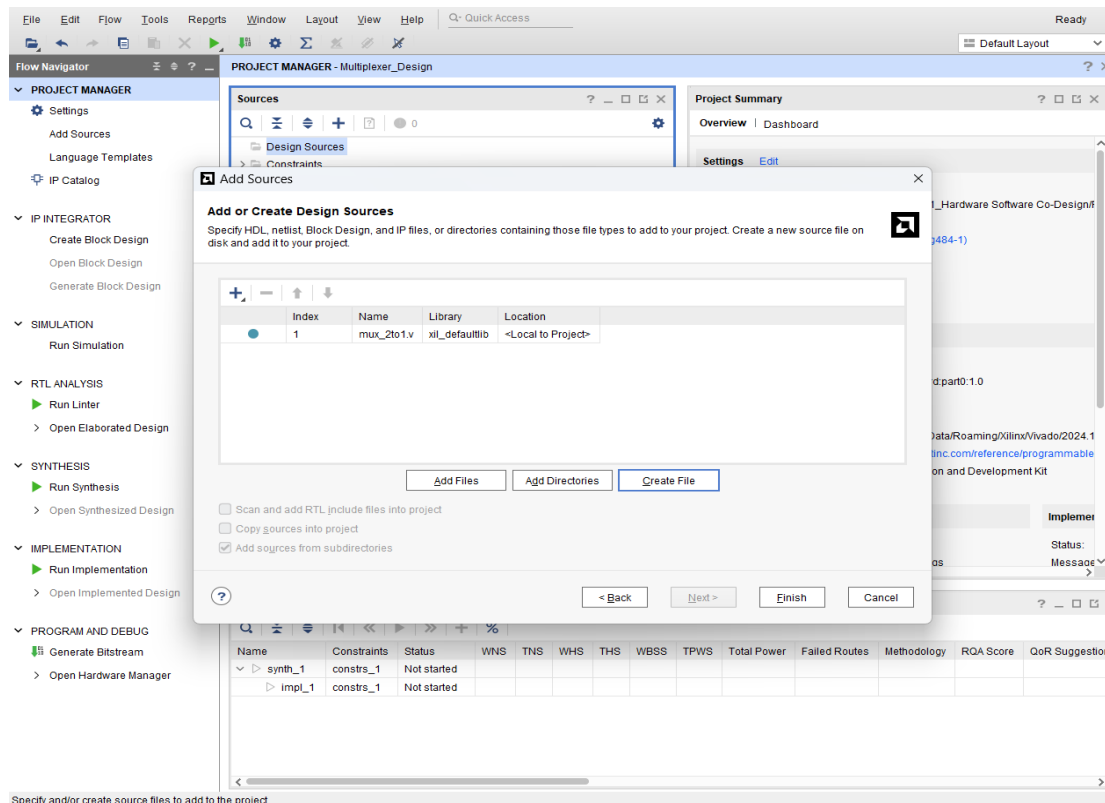 File Edit Flow Tools Reports Window Layout View Help Q- Quick Access Ready
Default Layout
Flow Navigator ? PROJECT MANAGER - Multiplexer_Design ?
PROJECT MANAGER
Settings
Add Sources
Language Templates
IP Catalog
IP INTEGRATOR
Create Block Design
Open Block Design
Generate Block Design
SIMULATION
Run Simulation
RTL ANALYSIS
Run Linter
Open Elaborated Design
SYNTHESIS
Run Synthesis
Open Synthesized Design
IMPLEMENTATION
Run Implementation
Open Implemented Design
PROGRAM AND DEBUG
Generate Bitstream
Open Hardware Manager
Sources ?
0
Design Sources
Constraints
Project Summary ?
Overview | Dashboard
Settings Edit
1_Hardware Software Co-Design/F
g484-1)
d:part0:1.0
Data/Roaming/Xilinx/Vivado/2024.1
tinc.com/reference/programmable
on and Development Kit
Implemer
Status:
gs Message
Add Sources
Add or Create Design Sources
Specify HDL, netlist, Block Design, and IP files, or directories containing those file types to add to your project. Create a new source file on
disk and add it to your project.
Index Name Library Location
1 mux_2to1.v xil_defaultlib <Local to Project>
Add Files Add Directories Create File
Scan and add RTL include files into project
Copy sources into project
Add sources from subdirectories
? < Back Next > Finish Cancel
?
%
Name Constraints Status WNS TNS WHS THS WBSS TPWS Total Power Failed Routes Methodology RQA Score QoR Suggestion
synth_1 constrs_1 Not started
impl_1 constrs_1 Not started
Specify and/or create source files to add to the project